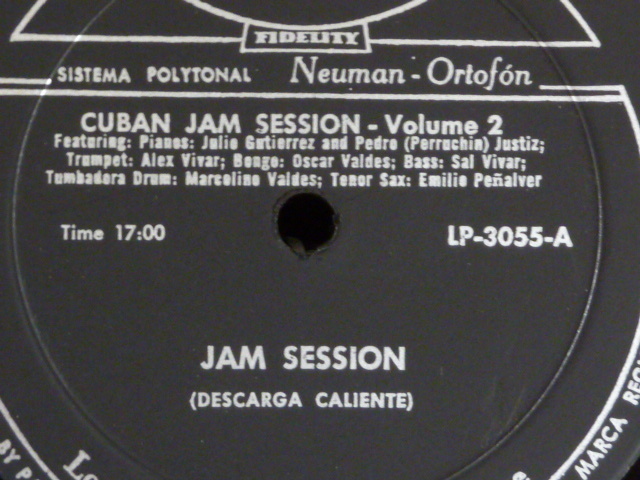 FIDELITY
SISTEMA POLYTONAL Neuman - Ortofón
CUBAN JAM SESSION - Volume 2
Featuring: Pianos: Julio Gutierrez and Pedro (Perruchin) Justiz;
Trumpet: Alex Vivar; Bongo: Oscar Valdes; Bass: Sal Vivar;
Tumbadora Drum: Marcelino Valdes; Tenor Sax: Emilio Peñalver
Time 17:00 LP-3055-A
JAM SESSION
(DESCARGA CALIENTE)
BY
MARCA